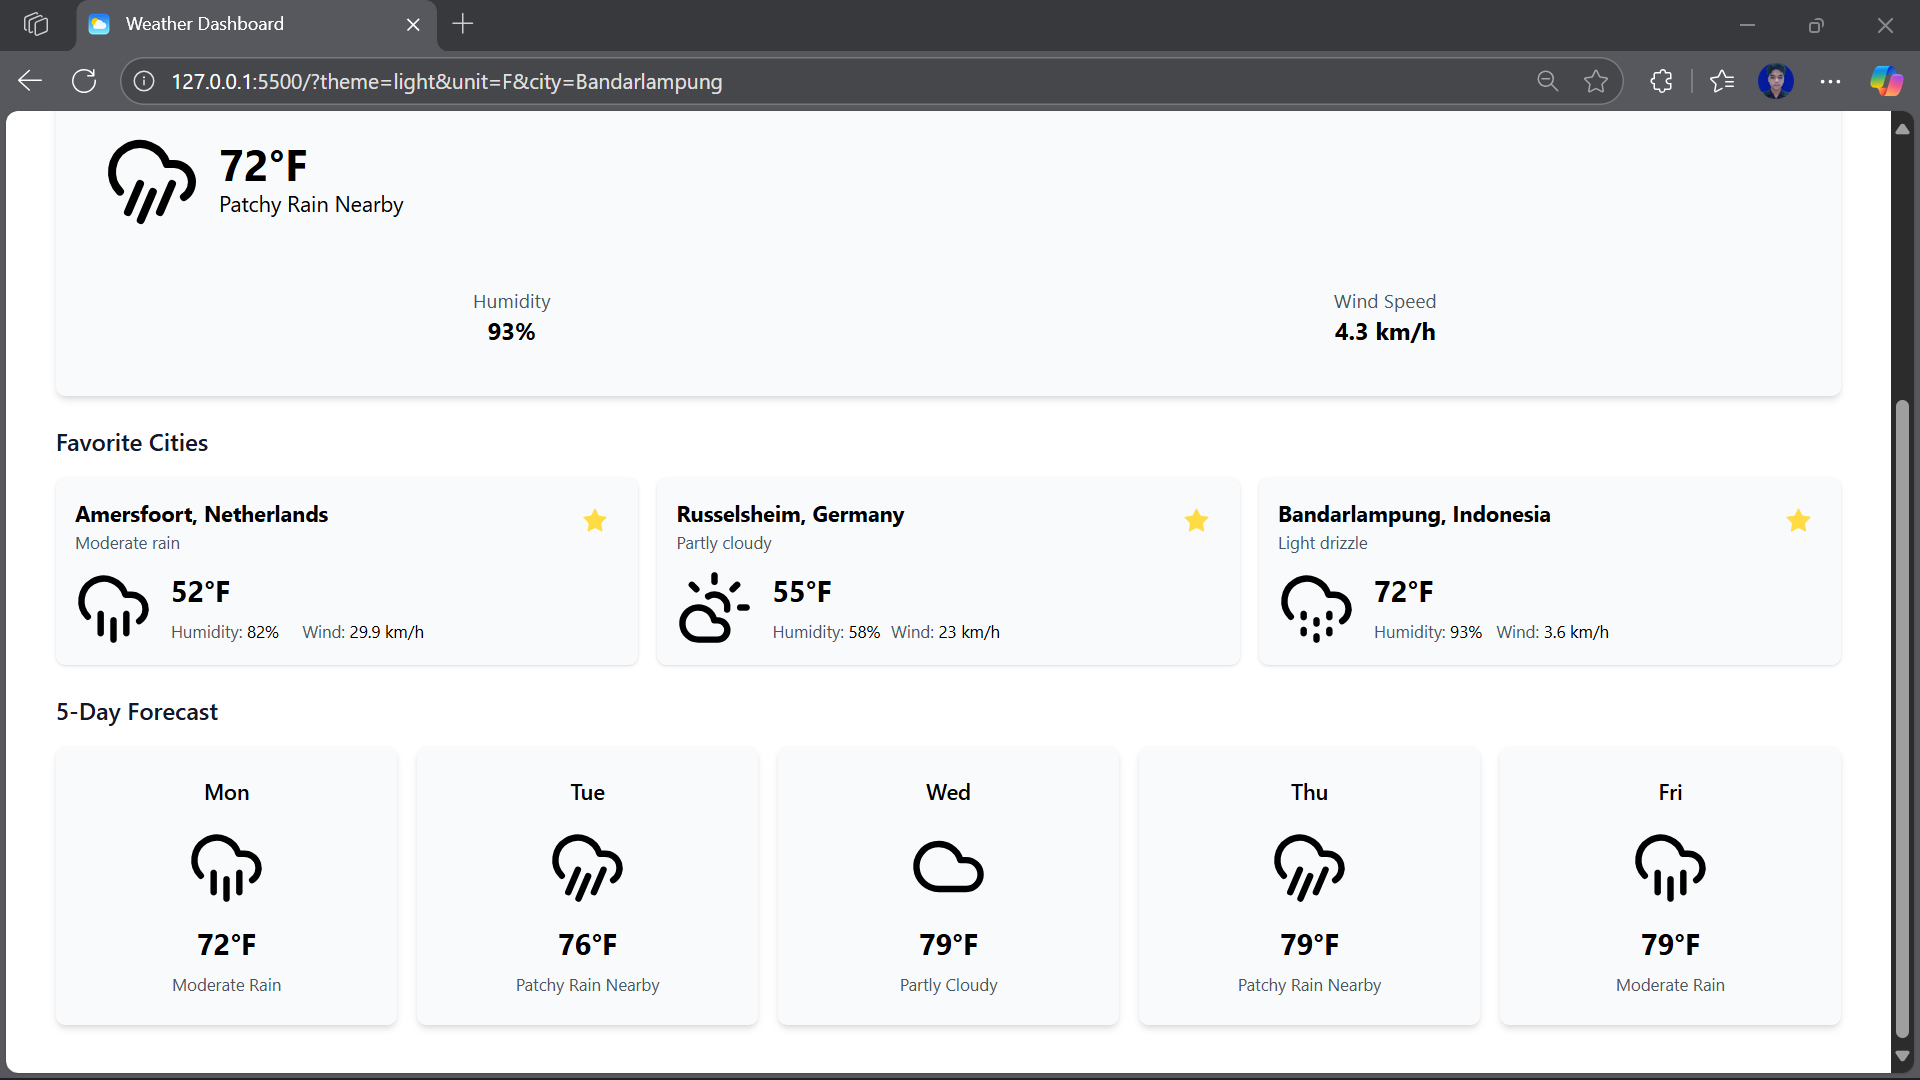 Weather Dashboard
127.0.0.1:5500/?theme=light&unit=F&city=Bandarlampung
72°F
Patchy Rain Nearby
Humidity
93%
Wind Speed
4.3 km/h
Favorite Cities
Amersfoort, Netherlands
Moderate rain
52°F
Humidity: 82% Wind: 29.9 km/h
Russelsheim, Germany
Partly cloudy
55°F
Humidity: 58% Wind: 23 km/h
Bandarlampung, Indonesia
Light drizzle
72°F
Humidity: 93% Wind: 3.6 km/h
5-Day Forecast
Mon
72°F
Moderate Rain
Tue
76°F
Patchy Rain Nearby
Wed
79°F
Partly Cloudy
Thu
79°F
Patchy Rain Nearby
Fri
79°F
Moderate Rain